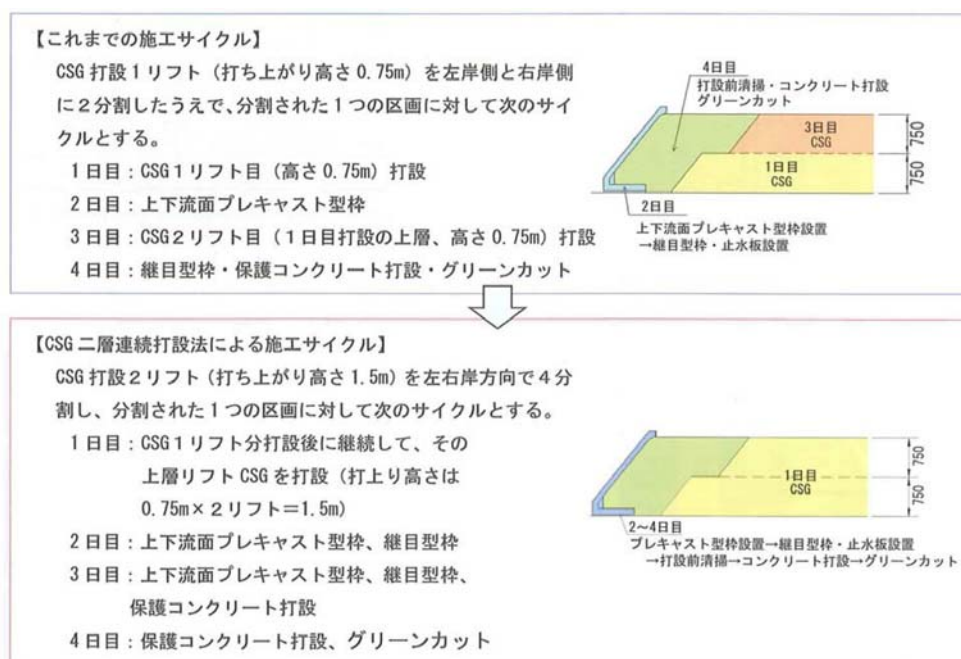 【これまでの施工サイクル】
CSG 打設1リフト（打ち上がり高さ 0.75m）を左岸側と右岸側
に2分割したうえで、分割された1つの区画に対して次のサイ
クルとする。
1日目：CSG1リフト目（高さ 0.75m）打設
2日目：上下流面プレキャスト型枠
3日目：CSG2リフト目（1日目打設の上層、高さ 0.75m）打設
4日目：継目型枠・保護コンクリート打設・グリーンカット
4日目
打設前清掃・コンクリート打設
グリーンカット
3日目
CSG
1日目
CSG
750
750
2日目
上下流面プレキャスト型枠設置
→継目型枠・止水板設置
【CSG 二層連続打設法による施工サイクル】
CSG 打設2リフト（打ち上がり高さ 1.5m）を左右岸方向で4分
割し、分割された1つの区画に対して次のサイクルとする。
1日目：CSG1リフト分打設後に継続して、その
上層リフト CSG を打設（打上り高さは
0.75m×2リフト＝1.5m）
2日目：上下流面プレキャスト型枠、継目型枠
3日目：上下流面プレキャスト型枠、継目型枠、
保護コンクリート打設
4日目：保護コンクリート打設、グリーンカット
1日目
CSG
750
750
2〜4日目
プレキャスト型枠設置→継目型枠・止水板設置
→打設前清掃→コンクリート打設→グリーンカット